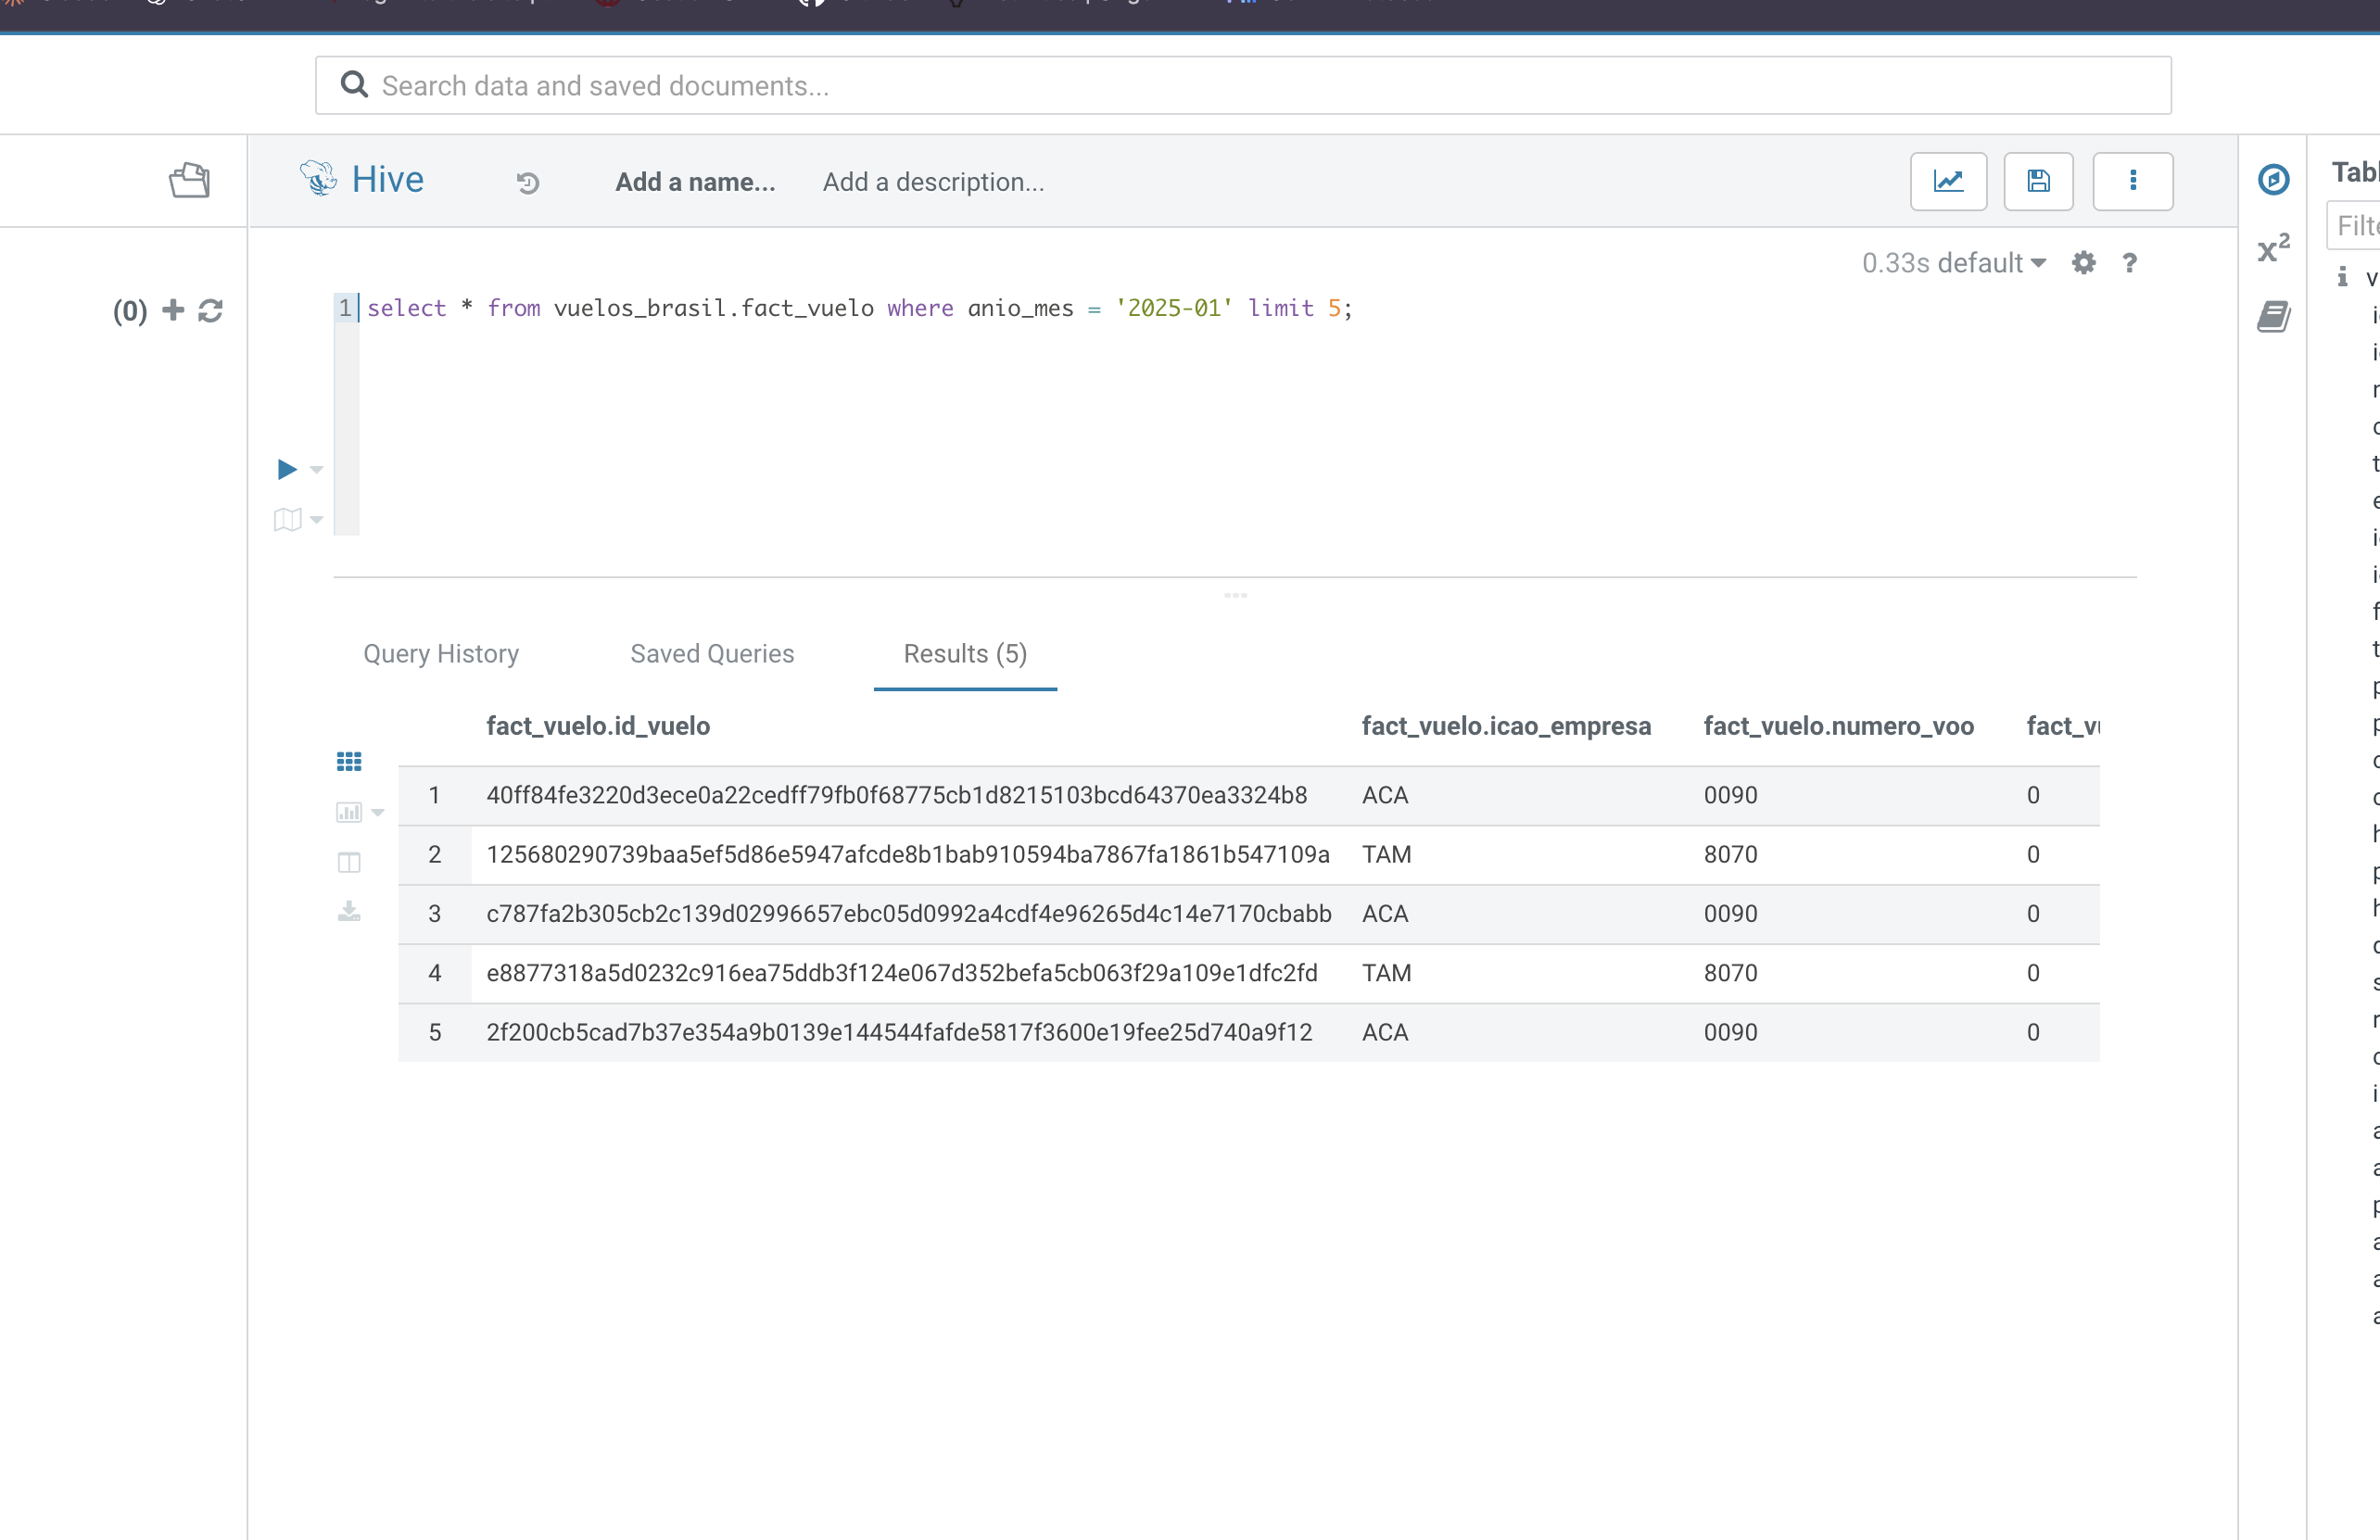 Search data and saved documents...
Hive
Add a name...
Add a description...
0.33s default
?
(0)
1 select * from vuelos_brasil.fact_vuelo where anio_mes = '2025-01' limit 5;
x²
Query History Saved Queries Results (5)
fact_vuelo.id_vuelo fact_vuelo.icao_empresa fact_vuelo.numero_voo
1 40ff84fe3220d3ece0a22cedff79fb0f68775cb1d8215103bcd64370ea3324b8 ACA 0090 0
2 125680290739baa5ef5d86e5947afcde8b1bab910594ba7867fa1861b547109a TAM 8070 0
3 c787fa2b305cb2c139d02996657ebc05d0992a4cdf4e96265d4c14e7170cbabb ACA 0090 0
4 e8877318a5d0232c916ea75ddb3f124e067d352befa5cb063f29a109e1dfc2fd TAM 8070 0
5 2f200cb5cad7b37e354a9b0139e144544fafde5817f3600e19fee25d740a9f12 ACA 0090 0